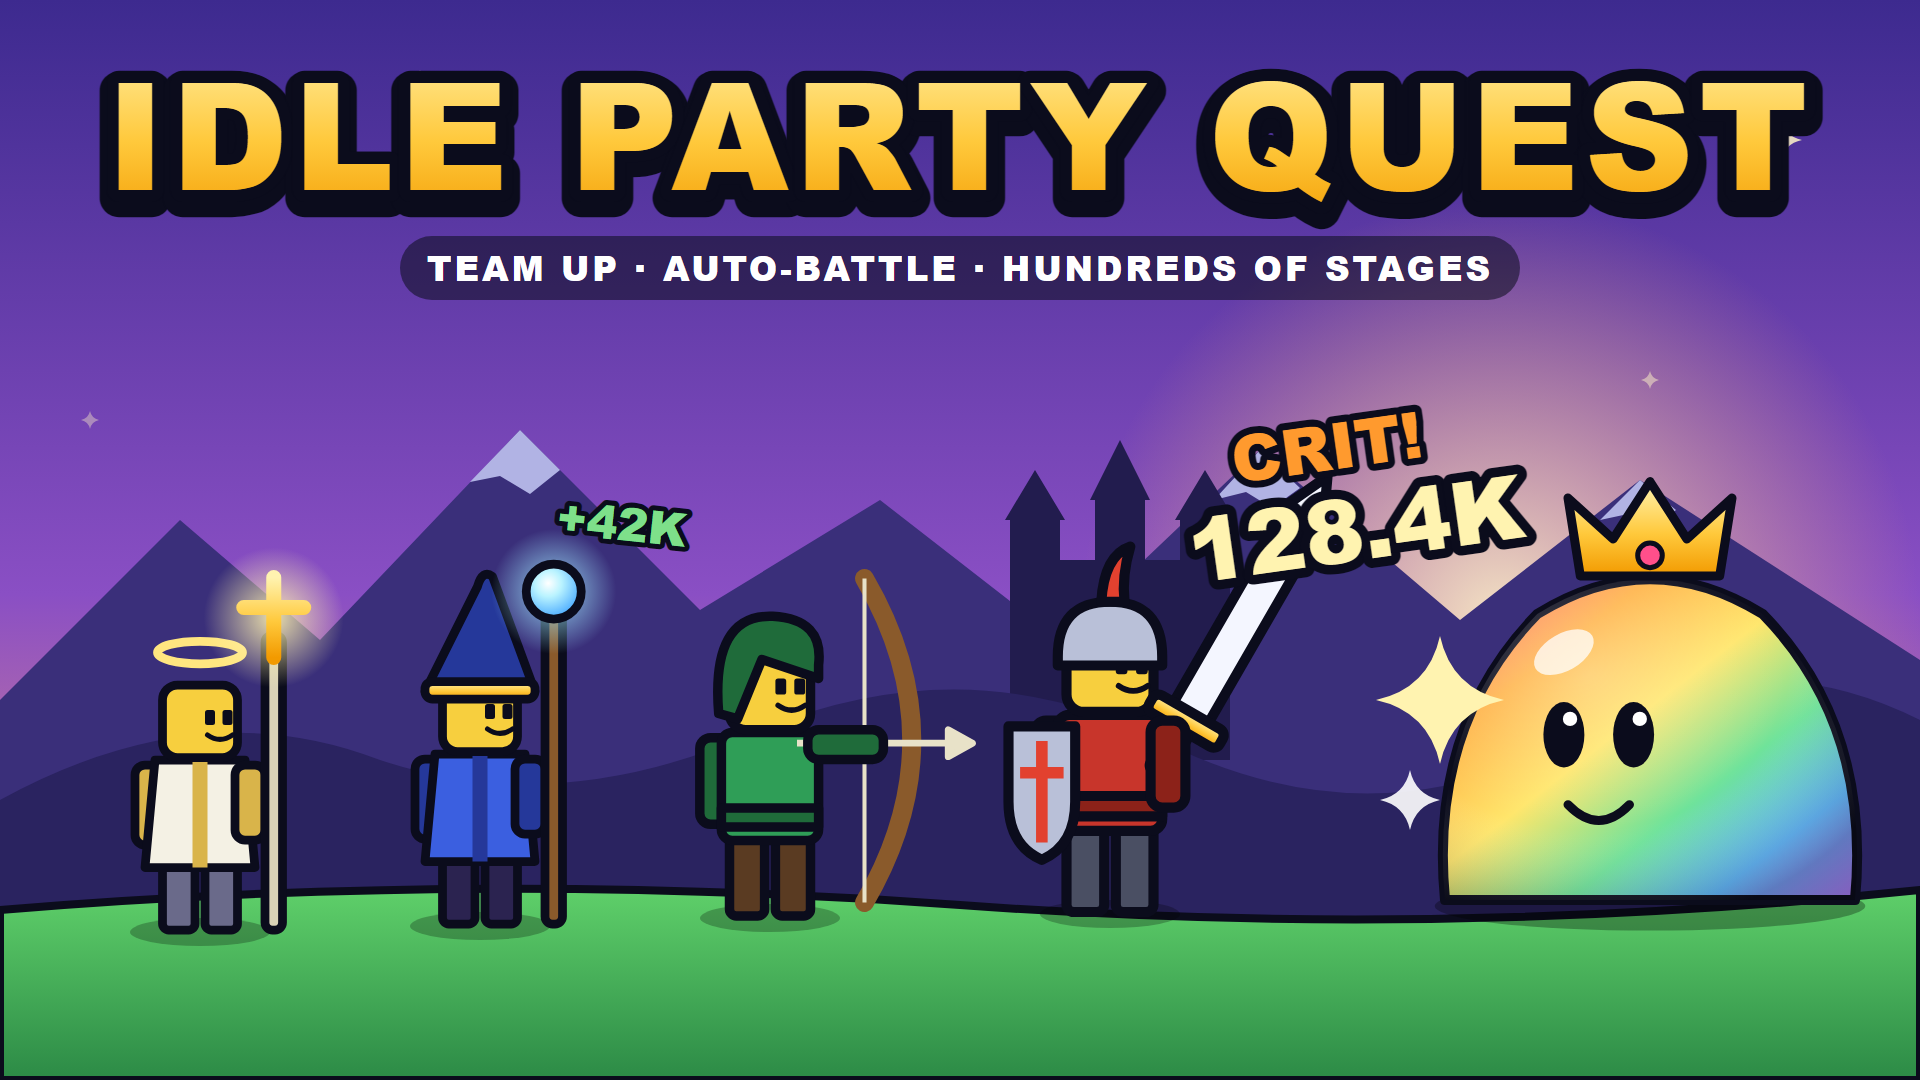 IDLE PARTY QUEST
TEAM UP · AUTO-BATTLE · HUNDREDS OF STAGES
CRIT!
128.4K
+42K